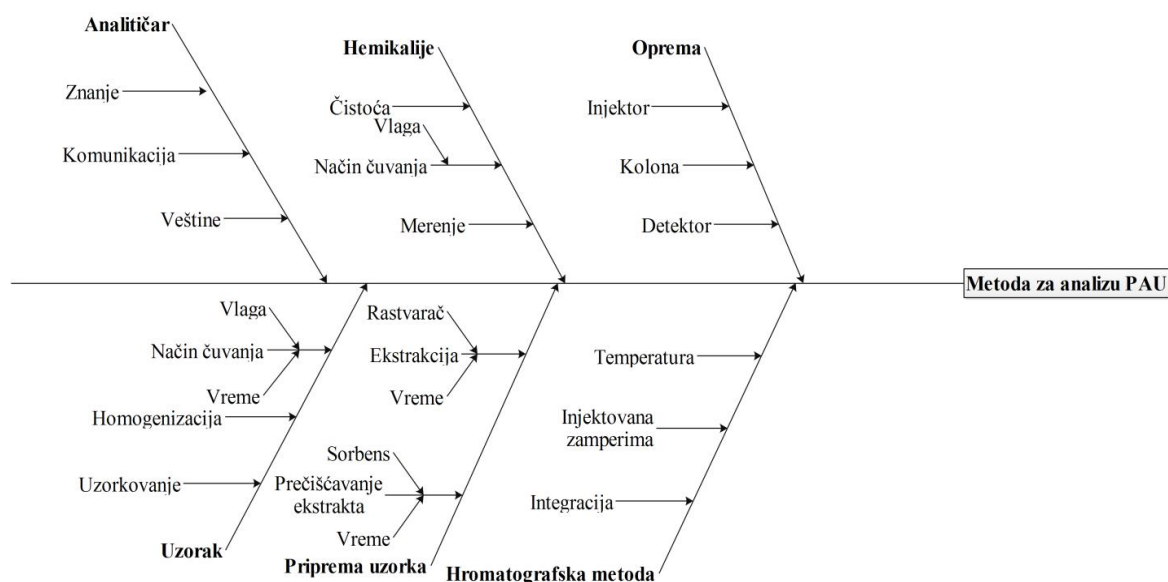 Analitičar
Znanje
Komunikacija
Veštine
Hemikalije
Čistoća
Vlaga
Način čuvanja
Merenje
Oprema
Injektor
Kolona
Detektor
Metoda za analizu PAU
Vlaga
Način čuvanja
Vreme
Homogenizacija
Uzorkovanje
Uzorak
Rastvarač
Ekstrakcija
Vreme
Sorbens
Prečišćavanje
ekstrakta
Vreme
Priprema uzorka
Temperatura
Injektovana
zamperima
Integracija
Hromatografska metoda